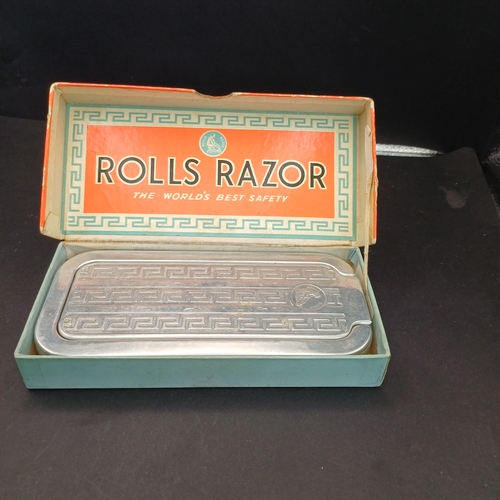 ROLLS RAZOR
THE WORLD'S BEST SAFETY